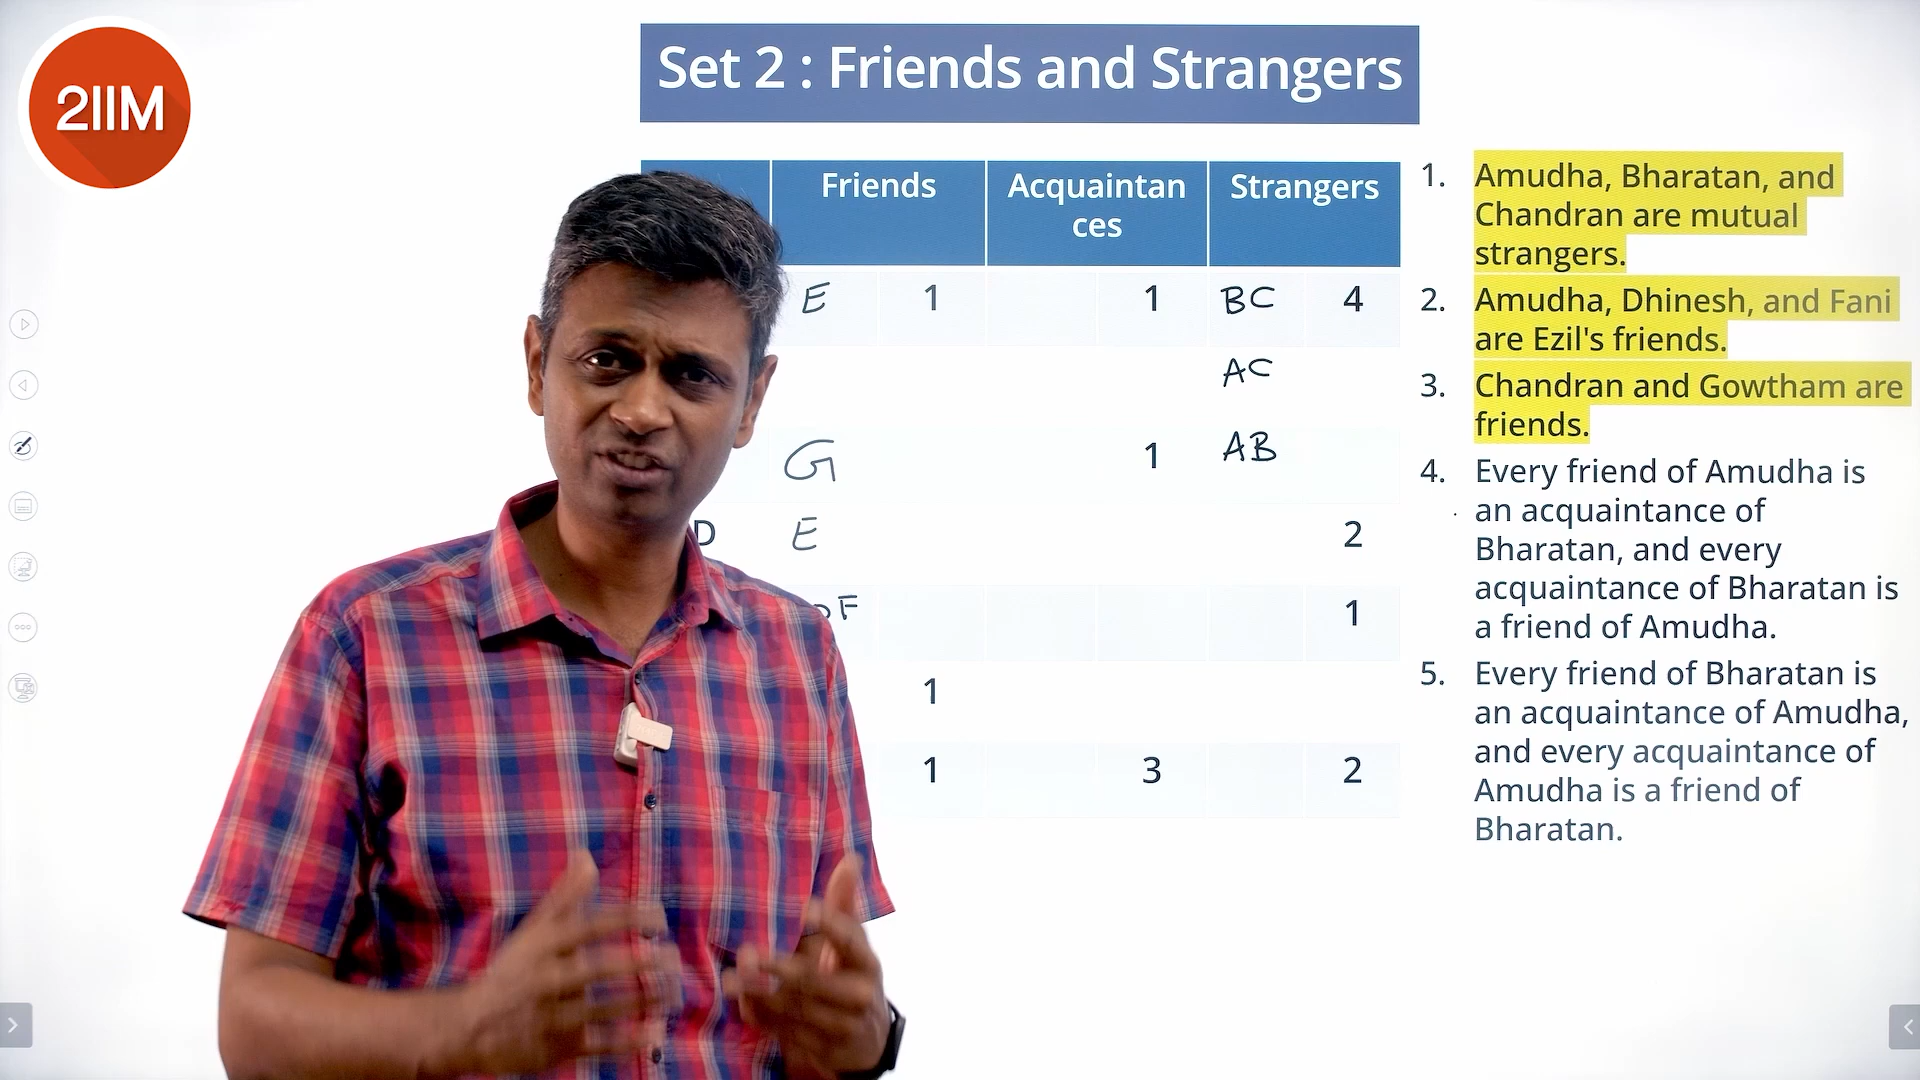 2IIM
Set 2 : Friends and Strangers
Friends
Acquaintan
ces
Strangers
E 1 1 BC 4
AC
G 1 AB
D E 2
F 1
1
1 3 2
1. Amudha, Bharatan, and
Chandran are mutual
strangers.
2. Amudha, Dhinesh, and Fani
are Ezil's friends.
3. Chandran and Gowtham are
friends.
4. Every friend of Amudha is
an acquaintance of
Bharatan, and every
acquaintance of Bharatan is
a friend of Amudha.
5. Every friend of Bharatan is
an acquaintance of Amudha,
and every acquaintance of
Amudha is a friend of
Bharatan.